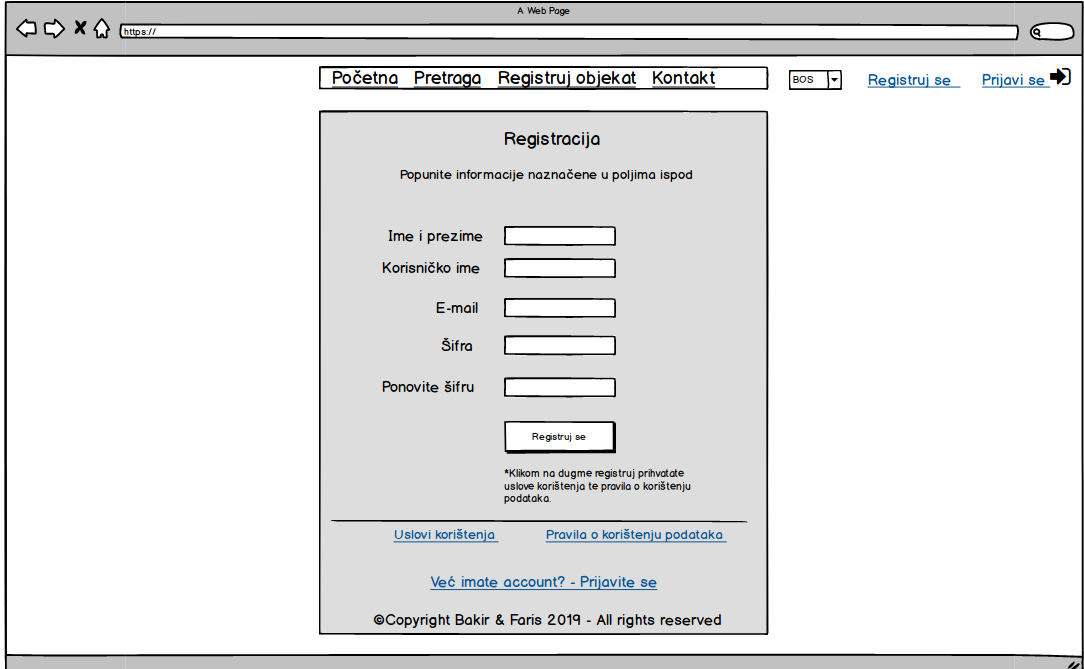 A Web Page
https://
Početna Pretraga Registruj objekat Kontakt BOS Registruj se Prijavi se
Registracija
Popunite informacije naznačene u poljima ispod
Ime i prezime
Korisničko ime
E-mail
Šifra
Ponovite šifru
Registruj se
*Klikom na dugme registruj prihvatate
uslove korištenja te pravila o korištenju
podataka.
Uslovi korištenja Pravila o korištenju podataka
Već imate account? - Prijavite se
©Copyright Bakir & Faris 2019 - All rights reserved